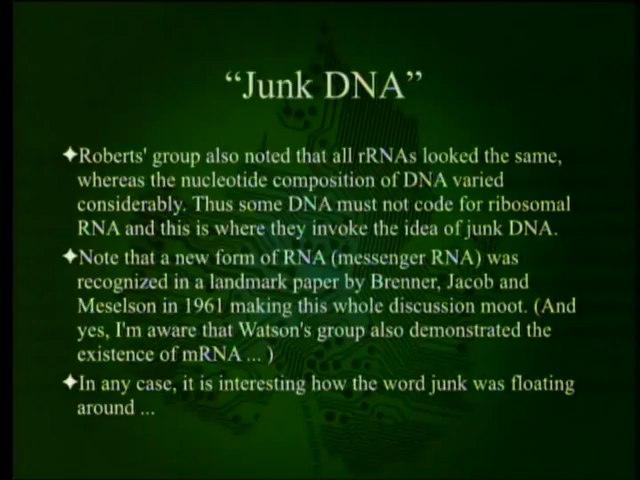 “Junk DNA”
✦Roberts' group also noted that all rRNAs looked the same,
whereas the nucleotide composition of DNA varied
considerably. Thus some DNA must not code for ribosomal
RNA and this is where they invoke the idea of junk DNA.
✦Note that a new form of RNA (messenger RNA) was
recognized in a landmark paper by Brenner, Jacob and
Meselson in 1961 making this whole discussion moot. (And
yes, I'm aware that Watson's group also demonstrated the
existence of mRNA ... )
✦In any case, it is interesting how the word junk was floating
around ...